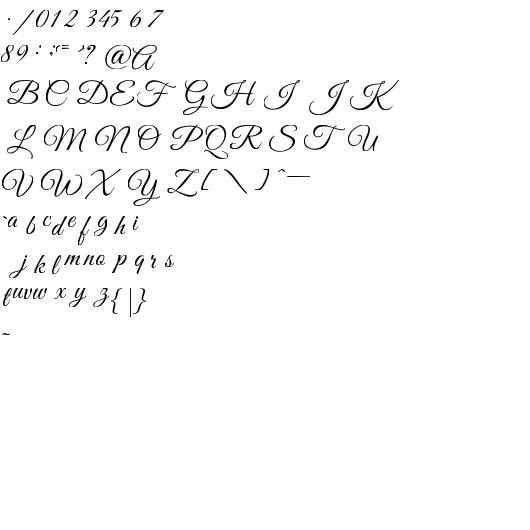 . / 0 1 2 3 4 5 6 7
8 9 : ; < = > ? @ A
B C D E F G H I J K
L M N O P Q R S T U
V W X Y Z [ \ ] ^ _
` a b c d e f g h i
j k l m n o p q r s
t u v w x y z { | }
~